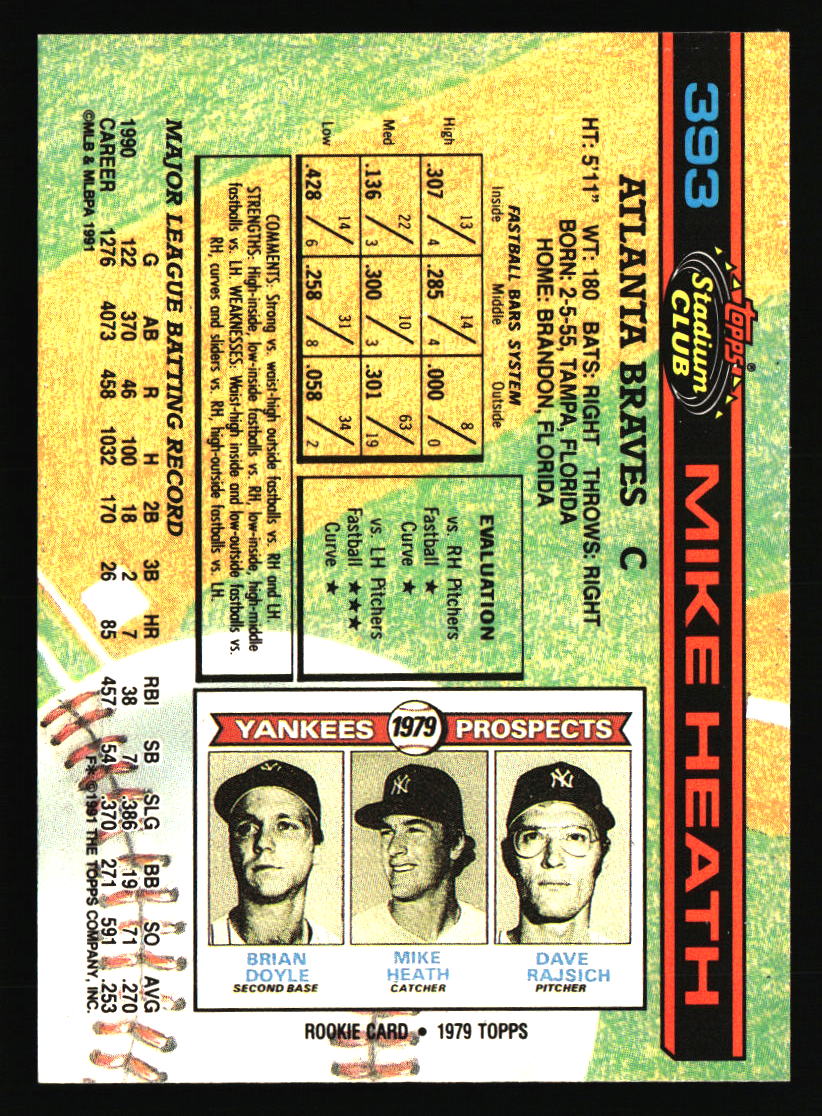 393
Topps®
Stadium
CLUB
MIKE HEATH
ATLANTA BRAVES C
HT: 5'11" WT: 180 BATS: RIGHT THROWS: RIGHT
BORN: 2-5-55, TAMPA, FLORIDA
HOME: BRANDON, FLORIDA
FASTBALL BARS SYSTEM
Inside Middle Outside
High
13/4 .307
14/4 .285
8/0 .000
Med
22/3 .136
10/3 .300
63/19 .301
Low
14/6 .428
31/8 .258
34/2 .058
EVALUATION
vs. RH Pitchers
Fastball ★
Curve ★
vs. LH Pitchers
Fastball ★★★
Curve ★
COMMENTS: Strong vs. waist-high outside fastballs vs. RH and LH.
STRENGTHS: High-inside, low-inside fastballs vs. RH, low-inside, high-middle
fastballs vs. LH. WEAKNESSES: Waist-high inside and low-outside fastballs vs.
RH, curves and sliders vs. RH, high-outside fastballs vs. LH.
YANKEES 1979 PROSPECTS
BRIAN
DOYLE
SECOND BASE
MIKE
HEATH
CATCHER
DAVE
RAJSICH
PITCHER
ROOKIE CARD • 1979 TOPPS
MAJOR LEAGUE BATTING RECORD
G AB R H 2B 3B HR RBI SB SLG BB SO AVG
1990 122 370 46 100 18 2 7 38 7 .386 19 71 .270
CAREER 1276 4073 458 1032 170 26 85 457 54 .370 271 591 .253
©MLB & MLBPA 1991 F* ©1991 THE TOPPS COMPANY, INC.